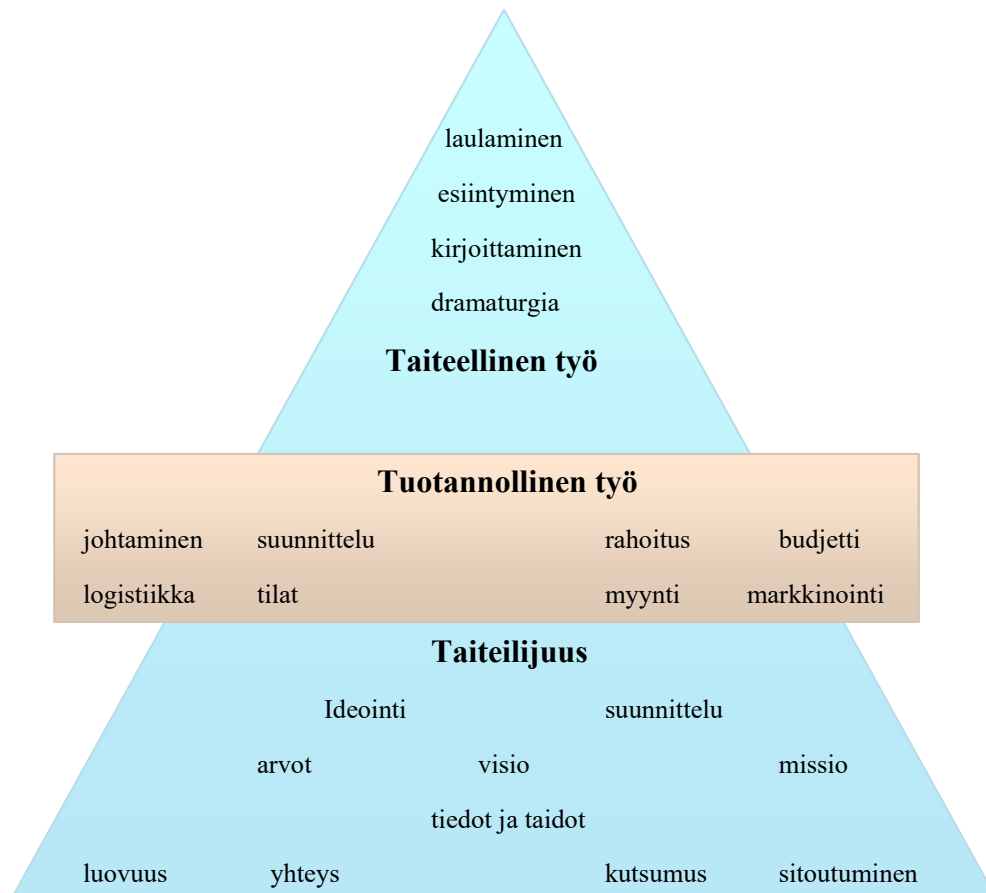 laulaminen
esiintyminen
kirjoittaminen
dramaturgia
Taiteellinen työ
Tuotannollinen työ
johtaminen suunnittelu rahoitus budjetti
logistiikka tilat myynti markkinointi
Taiteilijuus
Ideointi suunnittelu
arvot visio missio
tiedot ja taidot
luovuus yhteys kutsumus sitoutuminen